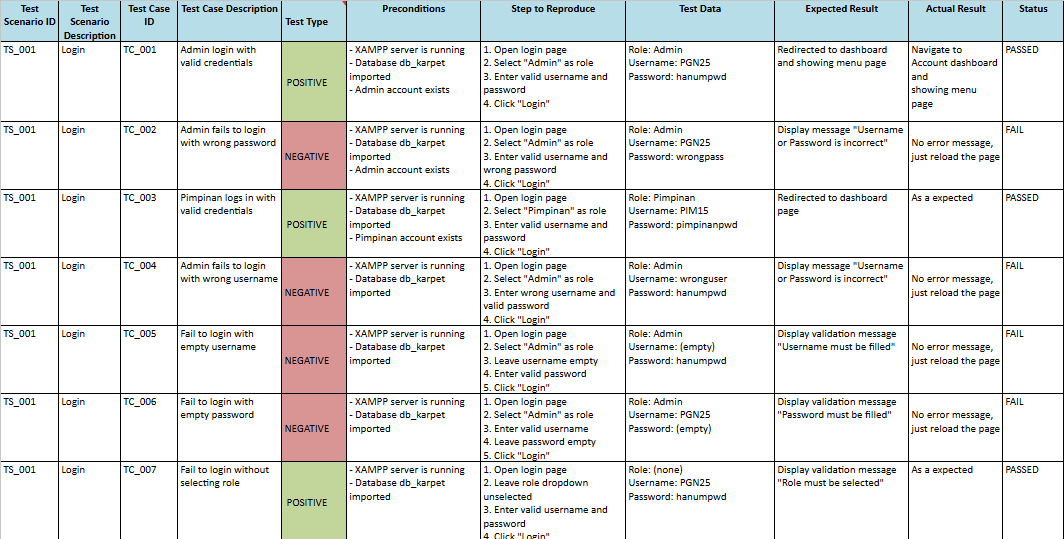 Test Scenario ID
Test Scenario Description
Test Case ID
Test Case Description
Test Type
Preconditions
Step to Reproduce
Test Data
Expected Result
Actual Result
Status
TS_001
Login
TC_001
Admin login with
valid credentials
POSITIVE
- XAMPP server is running
- Database db_karpet
imported
- Admin account exists
1. Open login page
2. Select "Admin" as role
3. Enter valid username and
password
4. Click "Login"
Role: Admin
Username: PGN25
Password: hanumpwd
Redirected to dashboard
and showing menu page
Navigate to
Account dashboard
and
showing menu
page
PASSED
TS_001
Login
TC_002
Admin fails to login
with wrong password
NEGATIVE
- XAMPP server is running
- Database db_karpet
imported
- Admin account exists
1. Open login page
2. Select "Admin" as role
3. Enter valid username and
wrong password
4. Click "Login"
Role: Admin
Username: PGN25
Password: wrongpass
Display message "Username
or Password is incorrect"
No error message,
just reload the page
FAIL
TS_001
Login
TC_003
Pimpinan logs in with
valid credentials
POSITIVE
- XAMPP server is running
- Database db_karpet
imported
- Pimpinan account exists
1. Open login page
2. Select "Pimpinan" as role
3. Enter valid username and
password
4. Click "Login"
Role: Pimpinan
Username: PIM15
Password: pimpinanpwd
Redirected to dashboard
page
As a expected
PASSED
TS_001
Login
TC_004
Admin fails to login
with wrong username
NEGATIVE
- XAMPP server is running
- Database db_karpet
imported
1. Open login page
2. Select "Admin" as role
3. Enter wrong username and
valid password
4. Click "Login"
Role: Admin
Username: wronguser
Password: hanumpwd
Display message "Username
or Password is incorrect"
No error message,
just reload the page
FAIL
TS_001
Login
TC_005
Fail to login with
empty username
NEGATIVE
- XAMPP server is running
- Database db_karpet
imported
1. Open login page
2. Select "Admin" as role
3. Leave username empty
4. Enter valid password
5. Click "Login"
Role: Admin
Username: (empty)
Password: hanumpwd
Display validation message
"Username must be filled"
No error message,
just reload the page
FAIL
TS_001
Login
TC_006
Fail to login with
empty password
NEGATIVE
- XAMPP server is running
- Database db_karpet
imported
1. Open login page
2. Select "Admin" as role
3. Enter valid username
4. Leave password empty
5. Click "Login"
Role: Admin
Username: PGN25
Password: (empty)
Display validation message
"Password must be filled"
No error message,
just reload the page
FAIL
TS_001
Login
TC_007
Fail to login without
selecting role
POSITIVE
- XAMPP server is running
- Database db_karpet
imported
1. Open login page
2. Leave role dropdown
unselected
3. Enter valid username and
password
4. Click "Login"
Role: (none)
Username: PGN25
Password: hanumpwd
Display validation message
"Role must be selected"
As a expected
PASSED